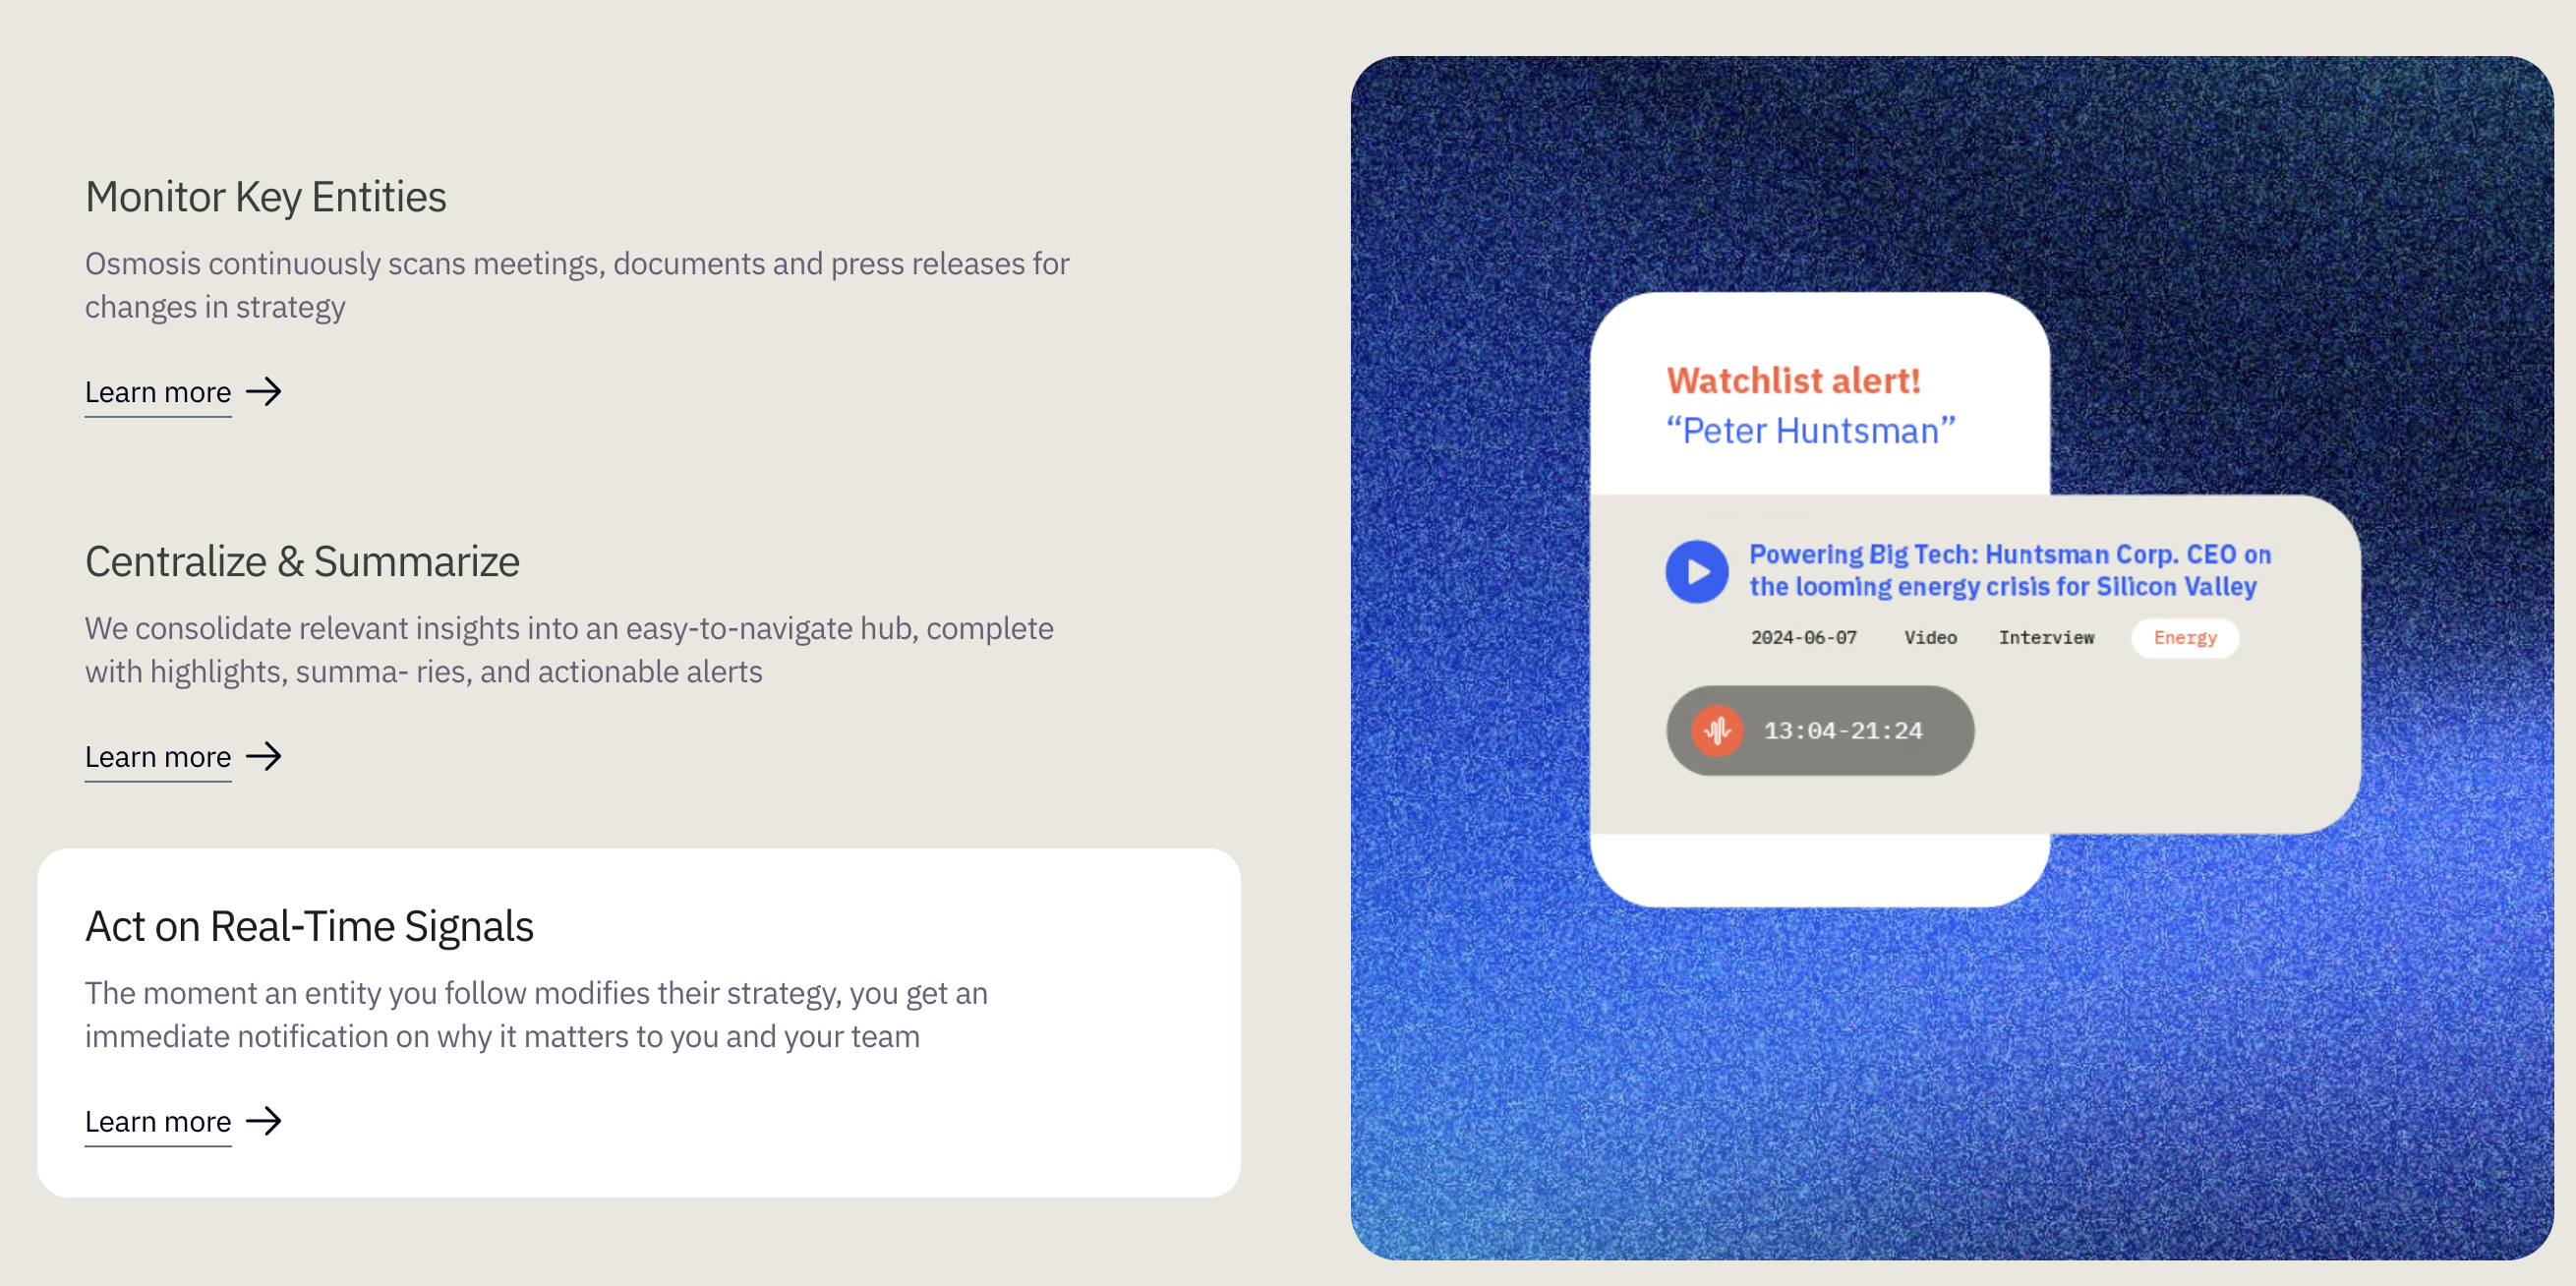 Monitor Key Entities
Osmosis continuously scans meetings, documents and press releases for
changes in strategy
Learn more
Centralize & Summarize
We consolidate relevant insights into an easy-to-navigate hub, complete
with highlights, summa- ries, and actionable alerts
Learn more
Act on Real-Time Signals
The moment an entity you follow modifies their strategy, you get an
immediate notification on why it matters to you and your team
Learn more
Watchlist alert!
“Peter Huntsman”
Powering Big Tech: Huntsman Corp. CEO on
the looming energy crisis for Silicon Valley
2024-06-07 Video Interview Energy
13:04-21:24